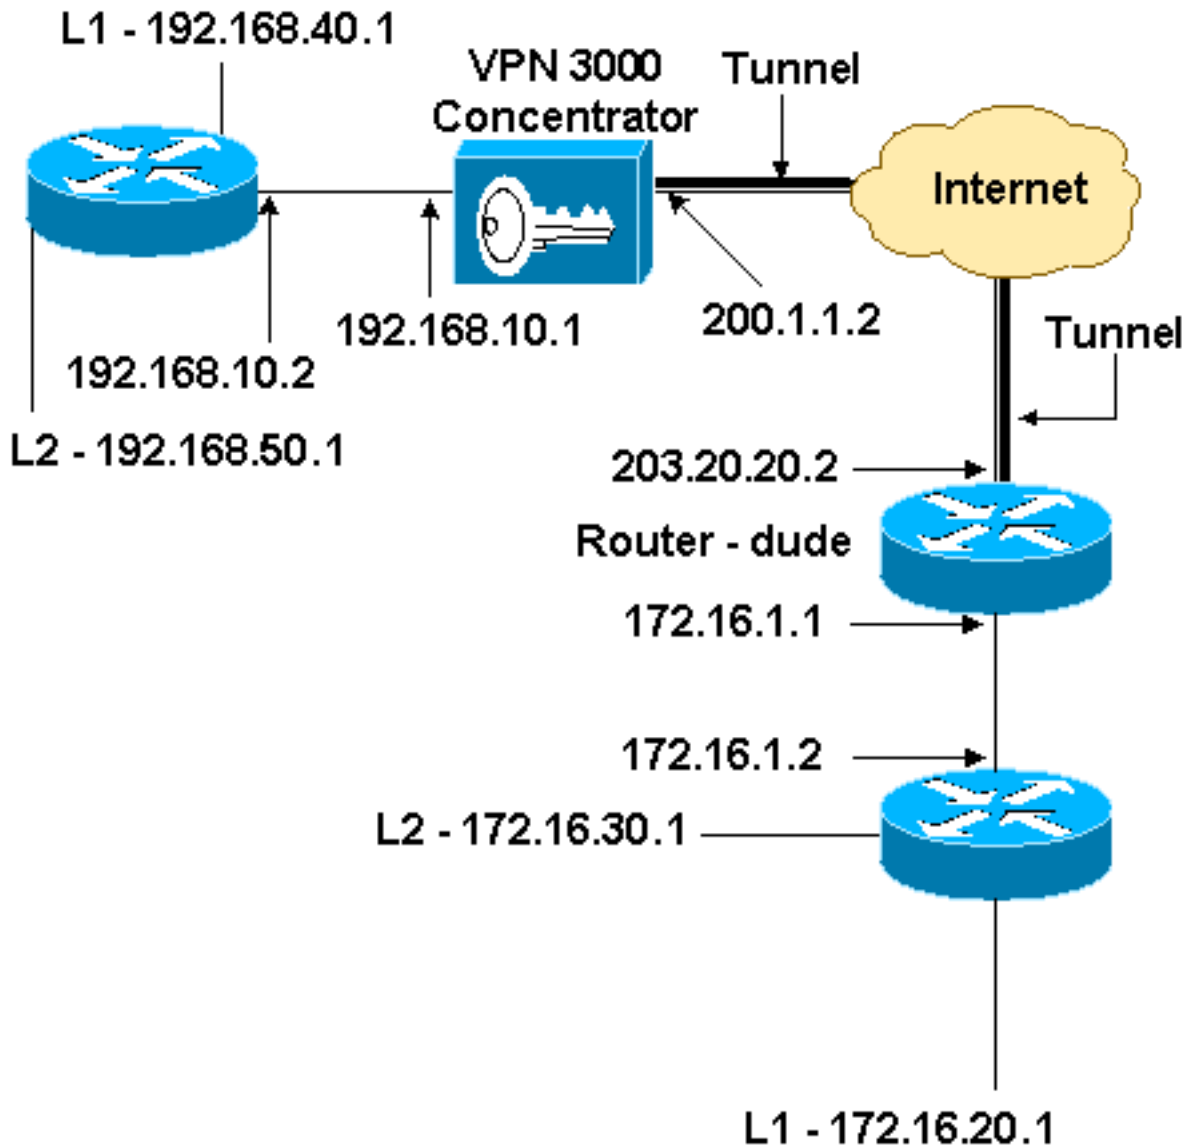 L1 - 192.168.40.1
VPN 3000
Concentrator
Tunnel
Internet
192.168.10.1
200.1.1.2
Tunnel
192.168.10.2
L2 - 192.168.50.1
203.20.20.2
Router - dude
172.16.1.1
172.16.1.2
L2 - 172.16.30.1
L1 - 172.16.20.1